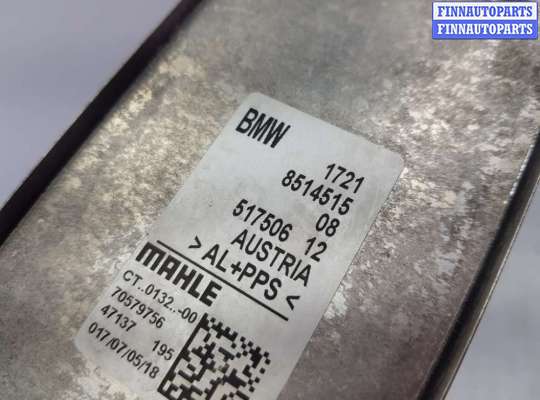 FINNAUTOPARTS
FINNAUTOPARTS
BMW 1721
8514515
08
517506 12
AUSTRIA
>AL+PPS<
MAHLE
CT..0132..-00
70579756
47137 195
017/07/05/18